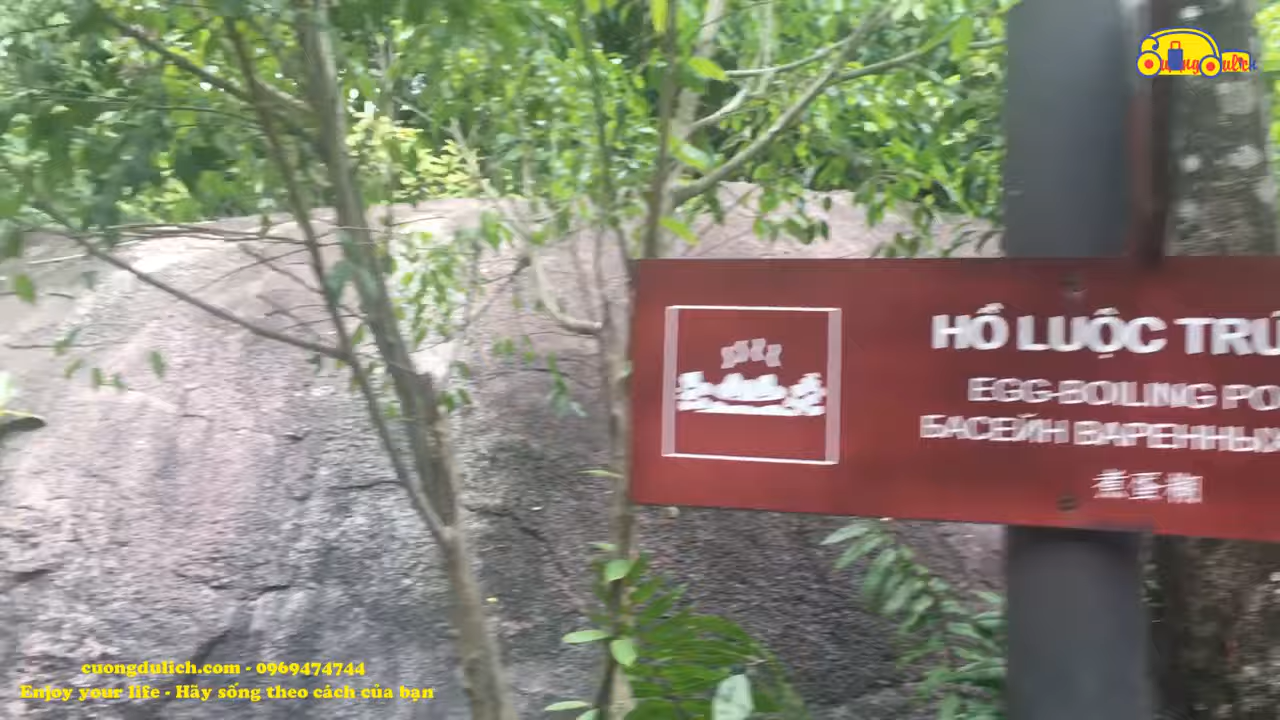 HỒ LUỘC TRỨ
EGG-BOILING PO
БАСЕЙН ВАРЕННЫХ
煮蛋湖
cuongdulich.com - 0969474744
Enjoy your life - Hãy sống theo cách của bạn